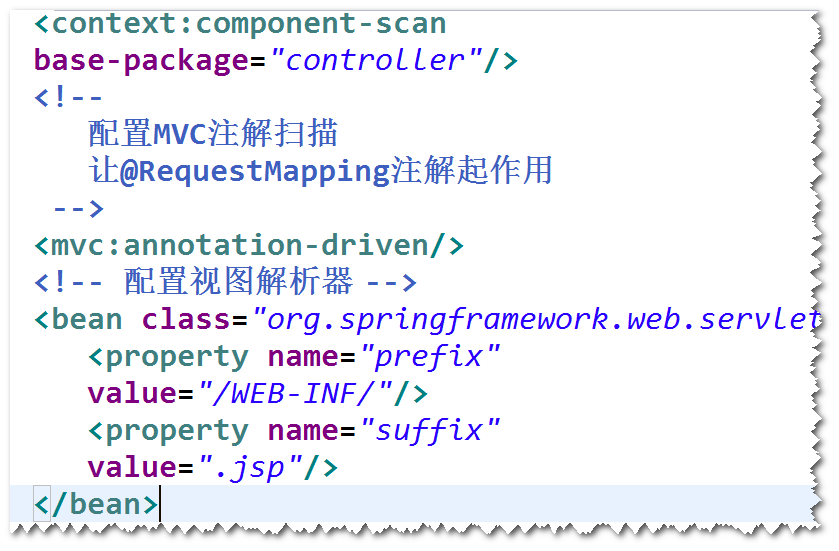 <context:component-scan
base-package="controller"/>
<!--
配置MVC注解扫描
让@RequestMapping注解起作用
-->
<mvc:annotation-driven/>
<!-- 配置视图解析器 -->
<bean class="org.springframework.web.servlet
<property name="prefix"
value="/WEB-INF/"/>
<property name="suffix"
value=".jsp"/>
</bean>